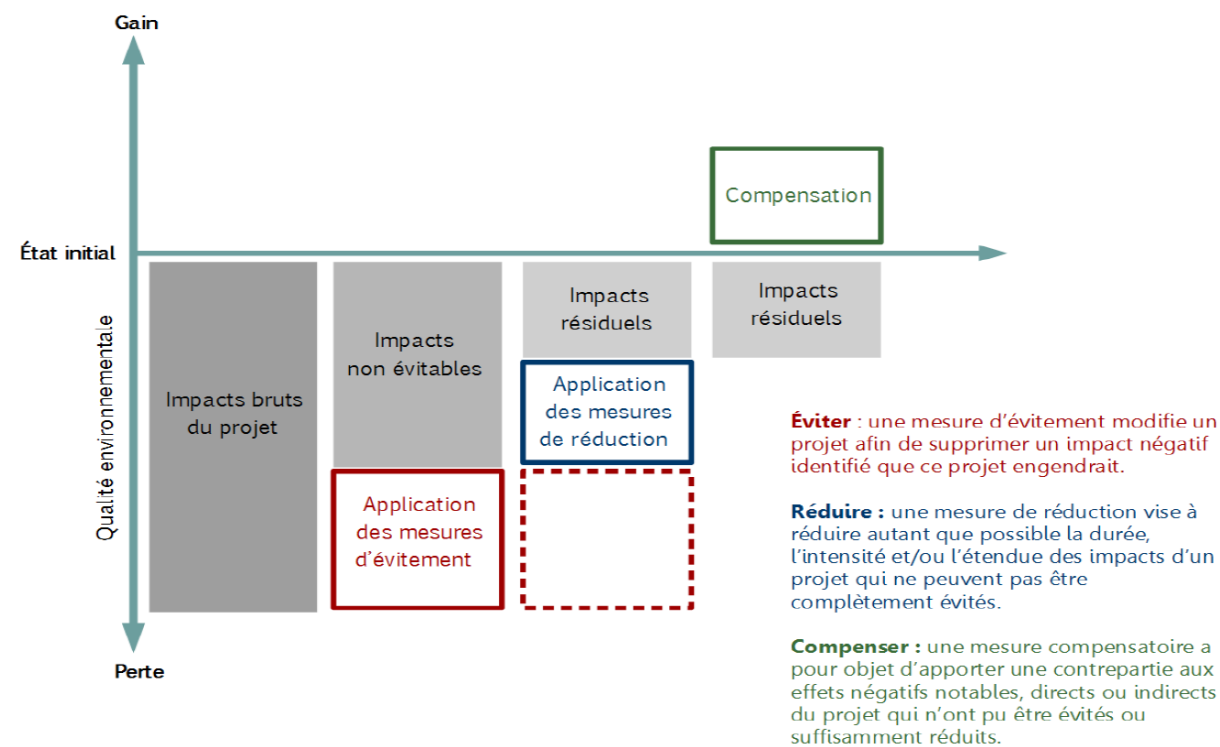 Gain
Compensation
État initial
Qualité environnementale
Impacts bruts
du projet
Impacts
non évitables
Application
des mesures
d’évitement
Impacts
résiduels
Application
des mesures
de réduction
Impacts
résiduels
Perte
Éviter : une mesure d’évitement modifie un
projet afin de supprimer un impact négatif
identifié que ce projet engendrait.
Réduire : une mesure de réduction vise à
réduire autant que possible la durée,
l’intensité et/ou l’étendue des impacts d’un
projet qui ne peuvent pas être
complètement évités.
Compenser : une mesure compensatoire a
pour objet d’apporter une contrepartie aux
effets négatifs notables, directs ou indirects
du projet qui n’ont pu être évités ou
suffisamment réduits.